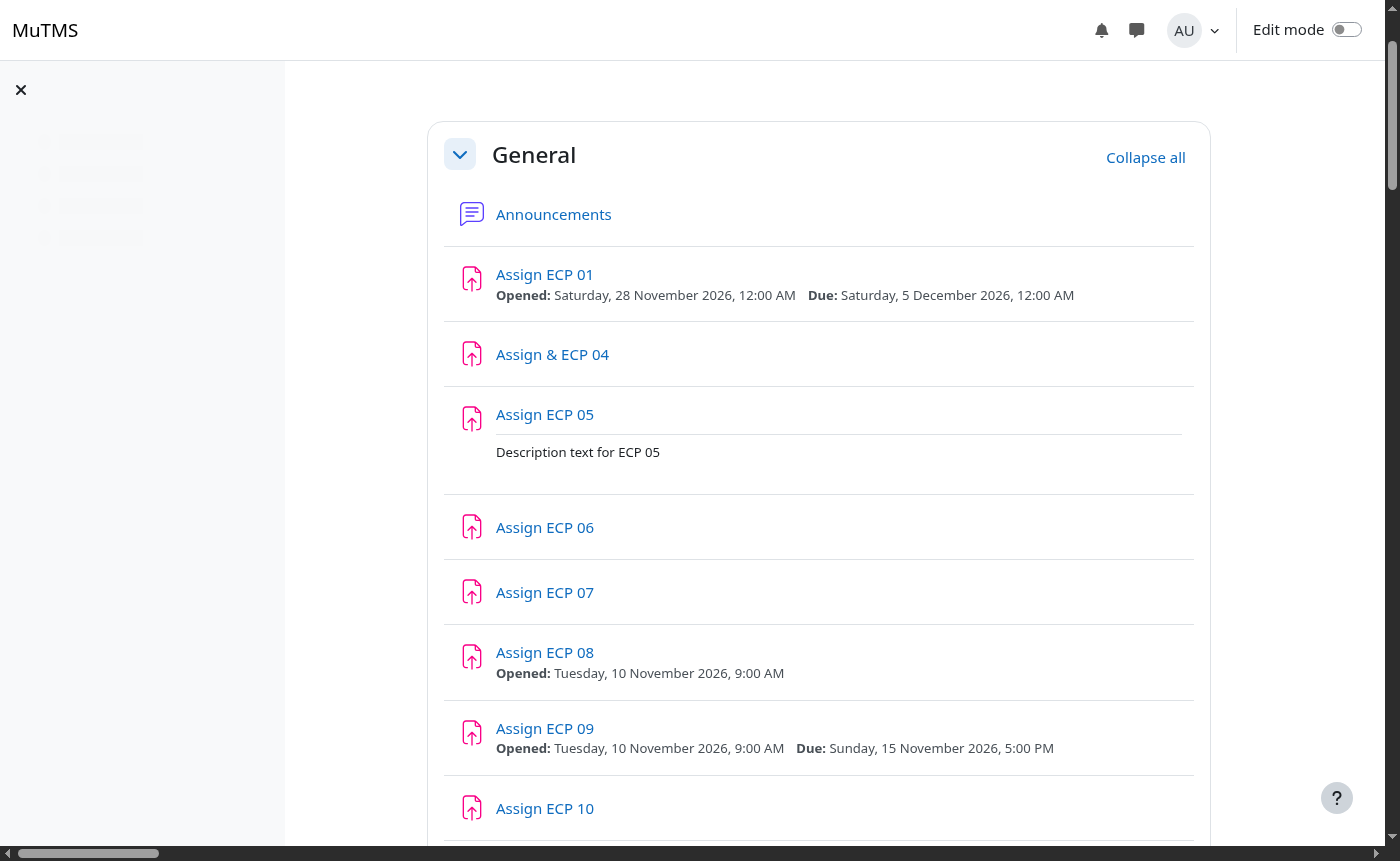 MuTMS
AU
Edit mode
General
Collapse all
Announcements
Assign ECP 01
Opened: Saturday, 28 November 2026, 12:00 AM Due: Saturday, 5 December 2026, 12:00 AM
Assign & ECP 04
Assign ECP 05
Description text for ECP 05
Assign ECP 06
Assign ECP 07
Assign ECP 08
Opened: Tuesday, 10 November 2026, 9:00 AM
Assign ECP 09
Opened: Tuesday, 10 November 2026, 9:00 AM Due: Sunday, 15 November 2026, 5:00 PM
Assign ECP 10
?